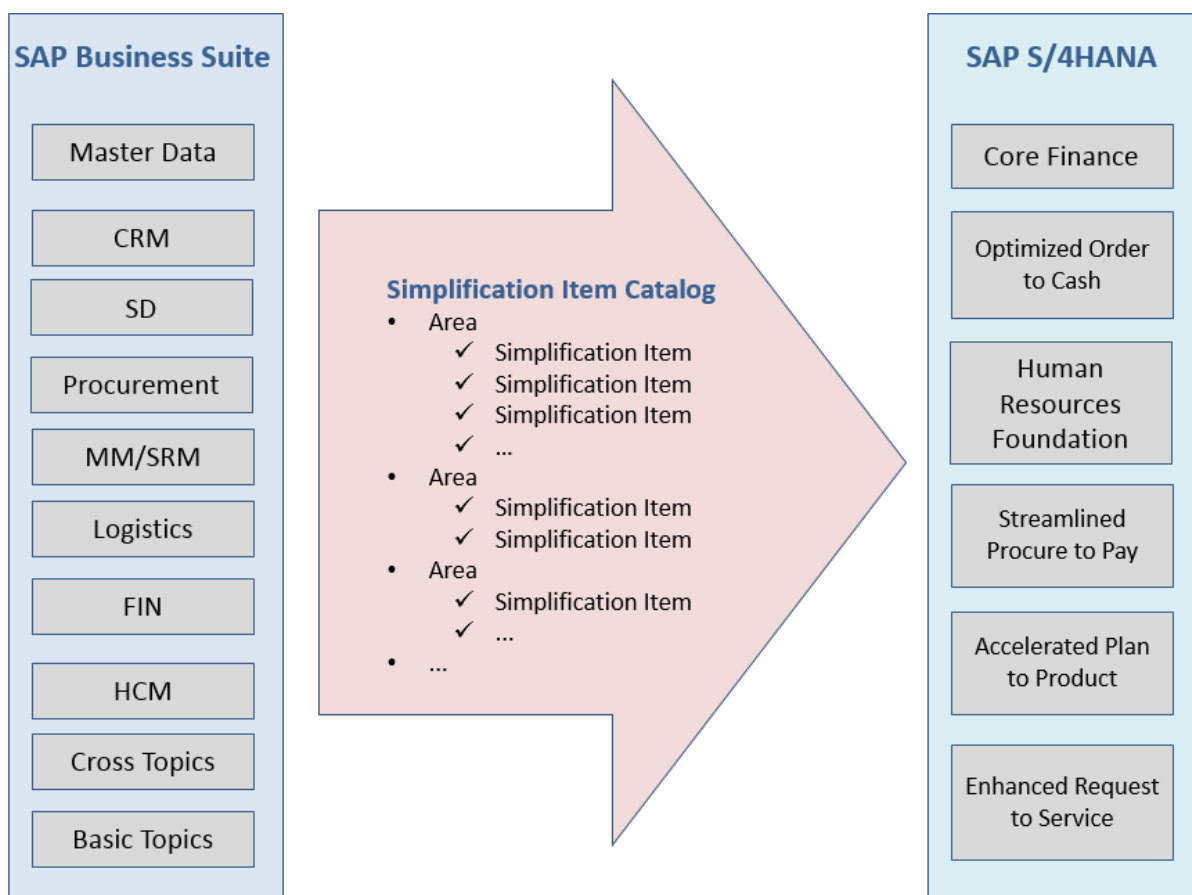 SAP Business Suite
Master Data
CRM
SD
Procurement
MM/SRM
Logistics
FIN
HCM
Cross Topics
Basic Topics
Simplification Item Catalog
• Area
✓ Simplification Item
✓ Simplification Item
✓ Simplification Item
✓ ...
• Area
✓ Simplification Item
✓ Simplification Item
• Area
✓ Simplification Item
✓ ...
• ...
SAP S/4HANA
Core Finance
Optimized Order
to Cash
Human
Resources
Foundation
Streamlined
Procure to Pay
Accelerated Plan
to Product
Enhanced Request
to Service